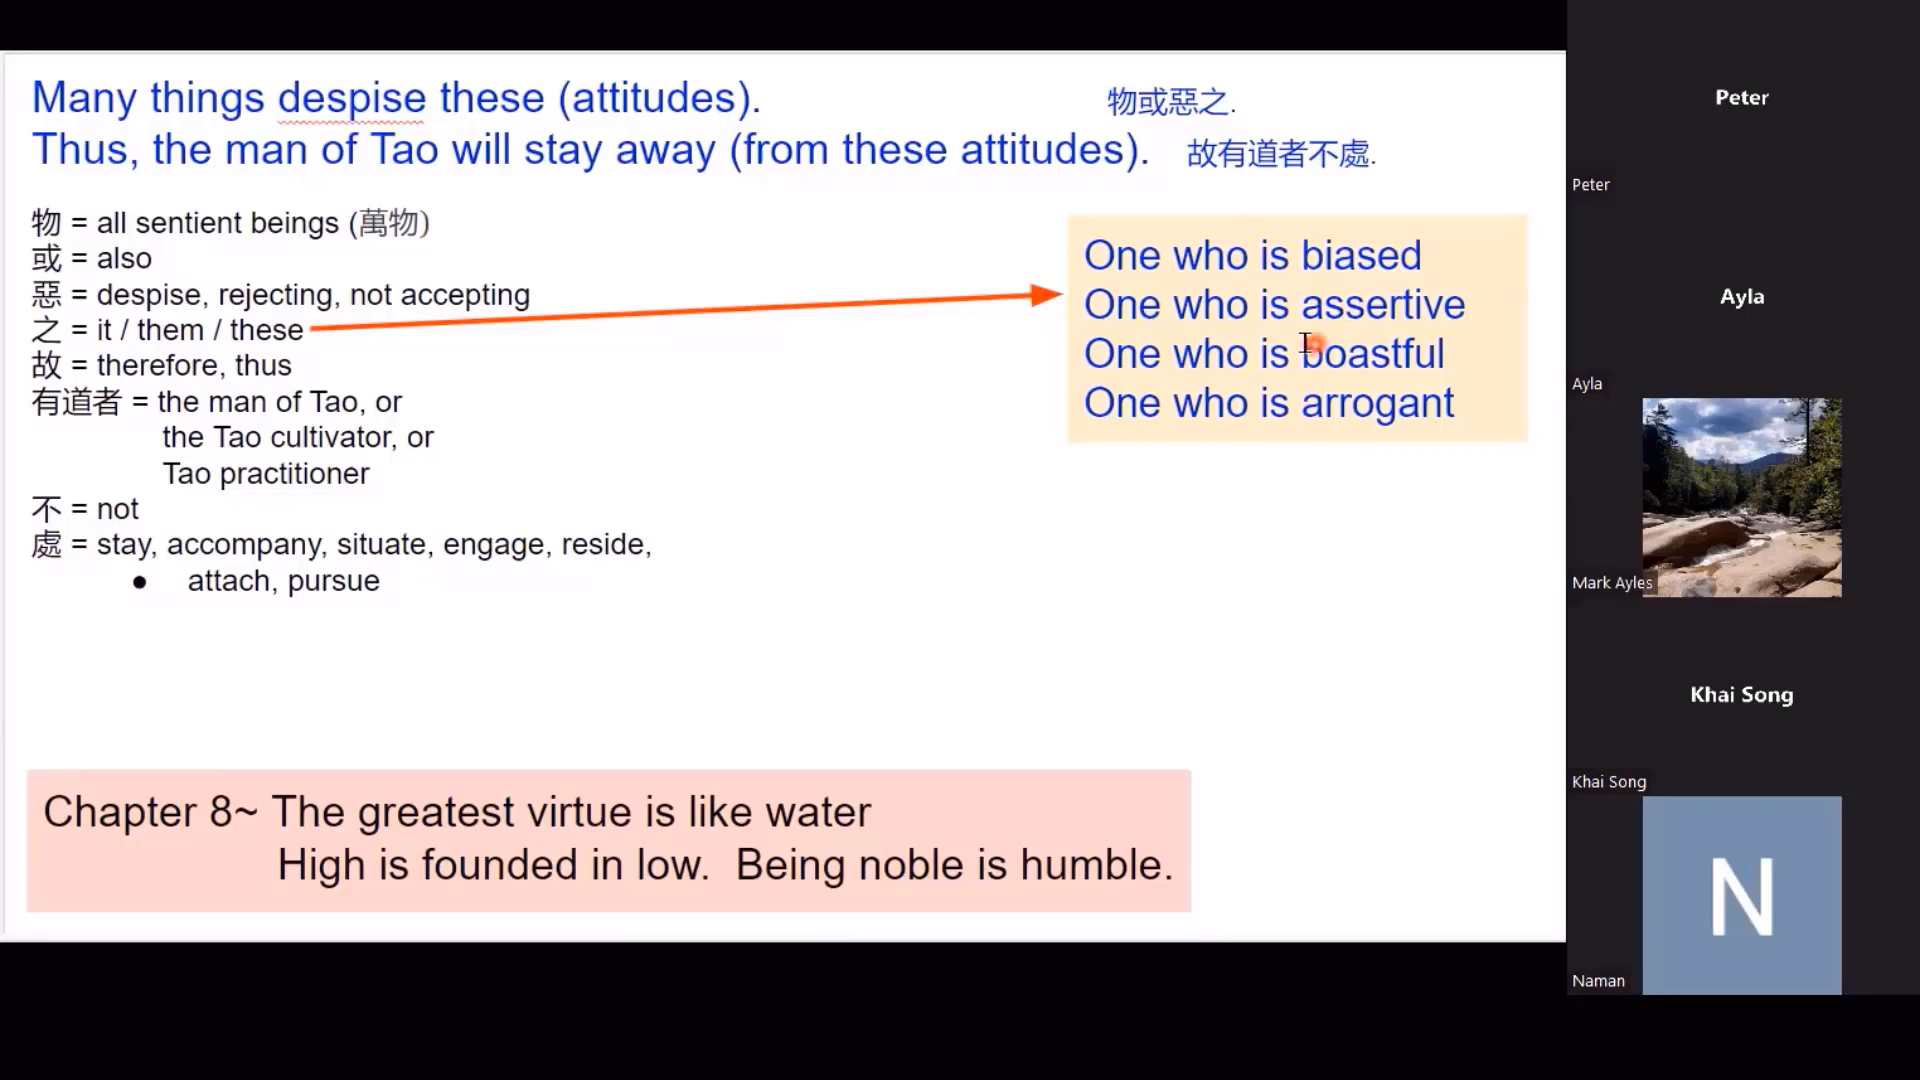 Many things despise these (attitudes). 物或惡之.
Thus, the man of Tao will stay away (from these attitudes). 故有道者不處.
物 = all sentient beings (萬物)
或 = also
惡 = despise, rejecting, not accepting
之 = it / them / these
故 = therefore, thus
有道者 = the man of Tao, or
the Tao cultivator, or
Tao practitioner
不 = not
處 = stay, accompany, situate, engage, reside,
● attach, pursue
One who is biased
One who is assertive
One who is boastful
One who is arrogant
Chapter 8~ The greatest virtue is like water
High is founded in low. Being noble is humble.
Peter
Peter
Ayla
Ayla
Mark Ayles
Khai Song
Khai Song
N
Naman